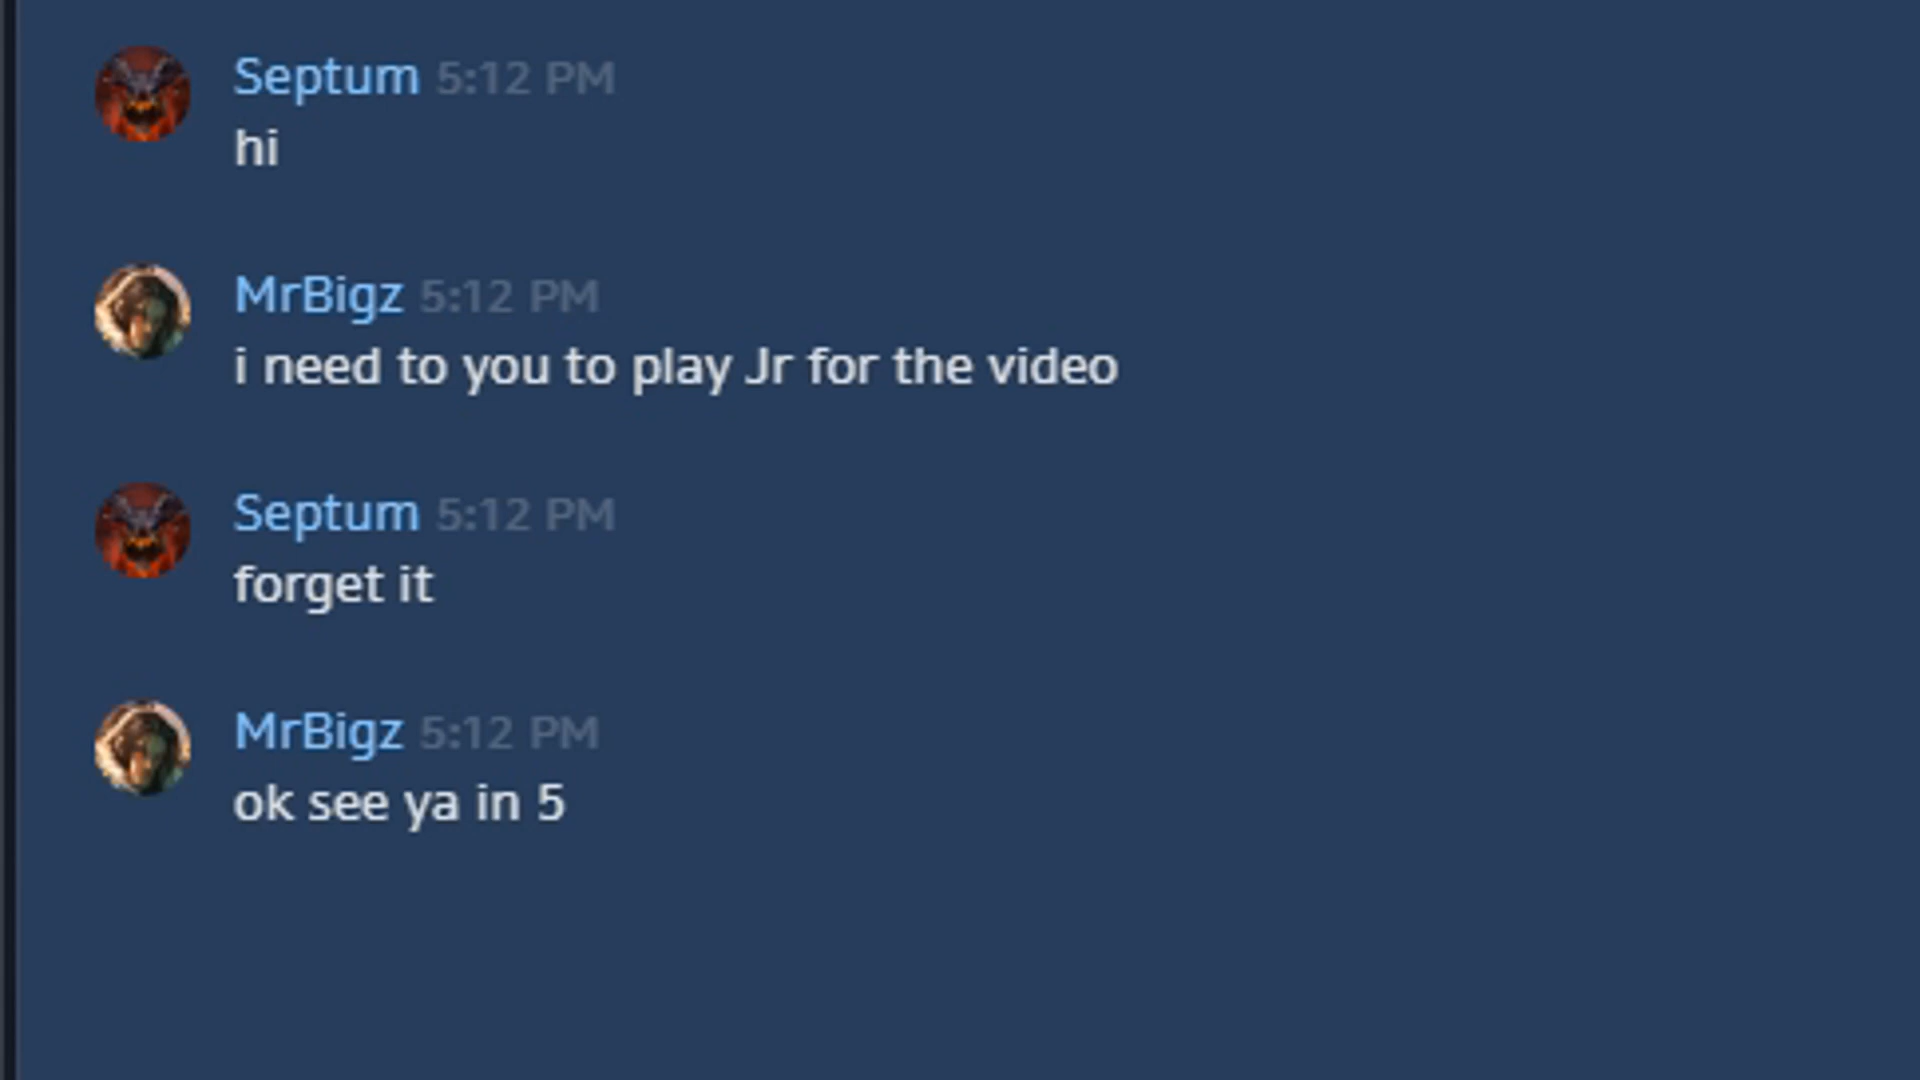 Septum 5:12 PM
hi
MrBigz 5:12 PM
i need to you to play Jr for the video
Septum 5:12 PM
forget it
MrBigz 5:12 PM
ok see ya in 5